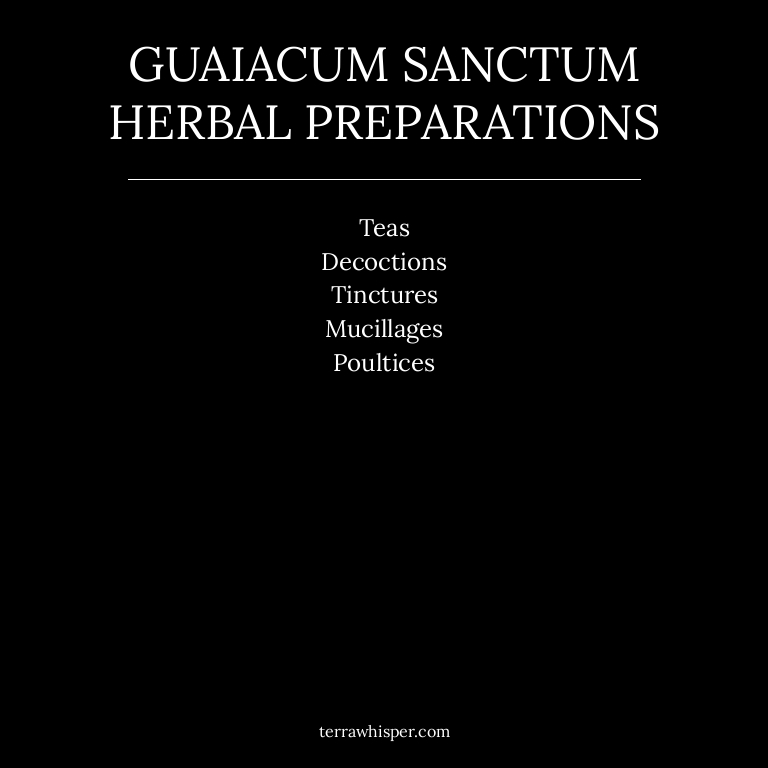 GUAIACUM SANCTUM
HERBAL PREPARATIONS
Teas
Decoctions
Tinctures
Mucillages
Poultices
terrawhisper.com